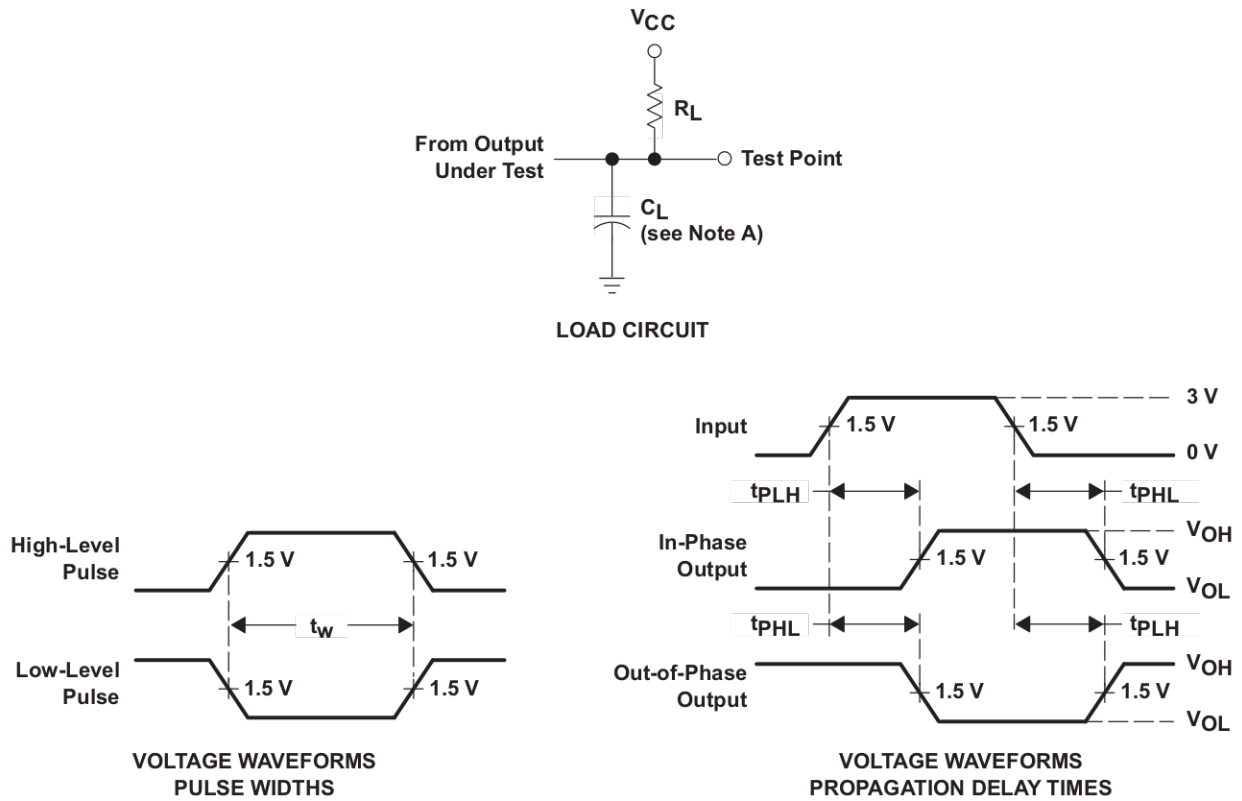 VCC
RL
From Output
Under Test
Test Point
CL
(see Note A)
LOAD CIRCUIT
High-Level
Pulse
1.5 V
1.5 V
tw
Low-Level
Pulse
1.5 V
1.5 V
VOLTAGE WAVEFORMS
PULSE WIDTHS
Input
1.5 V
1.5 V
3 V
0 V
tPLH
tPHL
In-Phase
Output
1.5 V
1.5 V
VOH
VOL
tPHL
tPLH
Out-of-Phase
Output
1.5 V
1.5 V
VOH
VOL
VOLTAGE WAVEFORMS
PROPAGATION DELAY TIMES